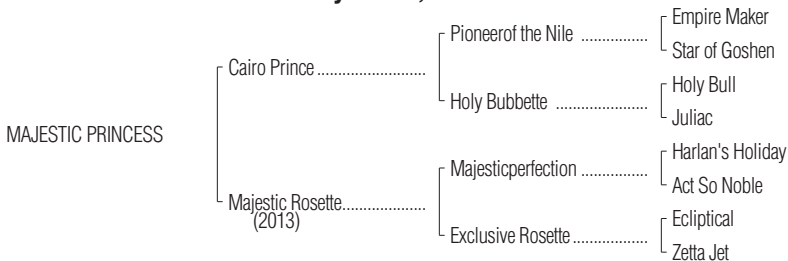 Empire Maker
Pioneerof the Nile ................
Star of Goshen
Cairo Prince ..........................
Holy Bull
Holy Bubbette ......................
Juliac
MAJESTIC PRINCESS
Harlan's Holiday
Majesticperfection ................
Act So Noble
Majestic Rosette....................
(2013)
Ecliptical
Exclusive Rosette ..................
Zetta Jet